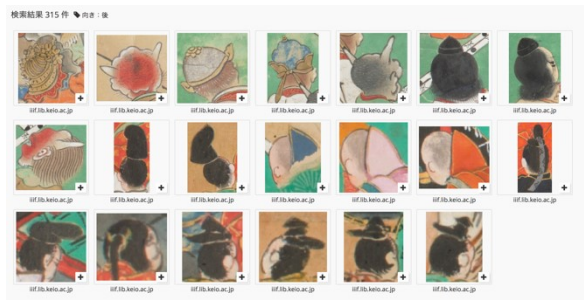 検索結果 315 件 向き：後
iiif.lib.keio.ac.jp iiif.lib.keio.ac.jp iiif.lib.keio.ac.jp iiif.lib.keio.ac.jp iiif.lib.keio.ac.jp iiif.lib.keio.ac.jp iiif.lib.keio.ac.jp
iiif.lib.keio.ac.jp iiif.lib.keio.ac.jp iiif.lib.keio.ac.jp iiif.lib.keio.ac.jp iiif.lib.keio.ac.jp iiif.lib.keio.ac.jp iiif.lib.keio.ac.jp
iiif.lib.keio.ac.jp iiif.lib.keio.ac.jp iiif.lib.keio.ac.jp iiif.lib.keio.ac.jp iiif.lib.keio.ac.jp iiif.lib.keio.ac.jp